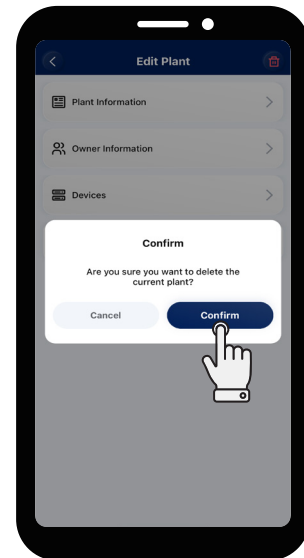 Edit Plant
Plant Information
Owner Information
Devices
Confirm
Are you sure you want to delete the
current plant?
Cancel
Confirm